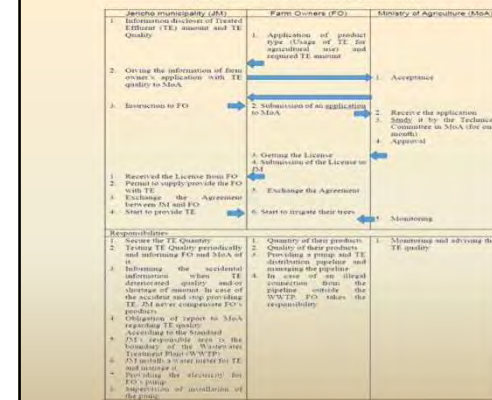 Jericho municipality (JM)
Farm Owners (FO)
Ministry of Agriculture (MoA)
1. Information discloser of Treated
Effluent (TE) amount and TE
Quality
1. Application of product
type (Usage of TE for
agricultural use) and
required TE amount
2. Giving the information of form
owner's application with TE
quality to MoA
1. Acceptance
3. Instruction to FO
2. Submission of an application
to MoA
2. Receive the application
3. Study it by the Technical
Committee in MoA (for one
month)
4. Approval
3. Getting the License
4. Submission of the License to
JM
1. Received the License from FO
2. Permit to supply/provide the FO
with TE
3. Exchange the Agreement
between JM and FO
4. Start to provide TE
5. Exchange the Agreement
6. Start to irrigate their trees
5. Monitoring
Responsibilities
1. Secure the TE Quantity
2. Testing TE Quality periodically
and informing FO and MoA of
it
3. Informing the accidental
information when TE
deteriorated quality and/or
shortage of amount. In case of
the accident and stop providing
TE, JM never compensate FO's
products
4. Obligation of report to MoA
regarding TE quality
According to the Standard
5. JM's responsible area is the
boundary of the Wastewater
Treatment Plant (WWTP)
6. JM installs a water meter for TE
and manage it
7. Providing the electricity for
FO's pump
8. Supervision of installation of
the pump
1. Quantity of their products
2. Quality of their products
3. Providing a pump and TE
distribution pipeline and
managing the pipeline
4. In case of an illegal
connection from the
pipeline outside the
WWTP, FO takes the
responsibility
1. Monitoring and advising the
TE quality